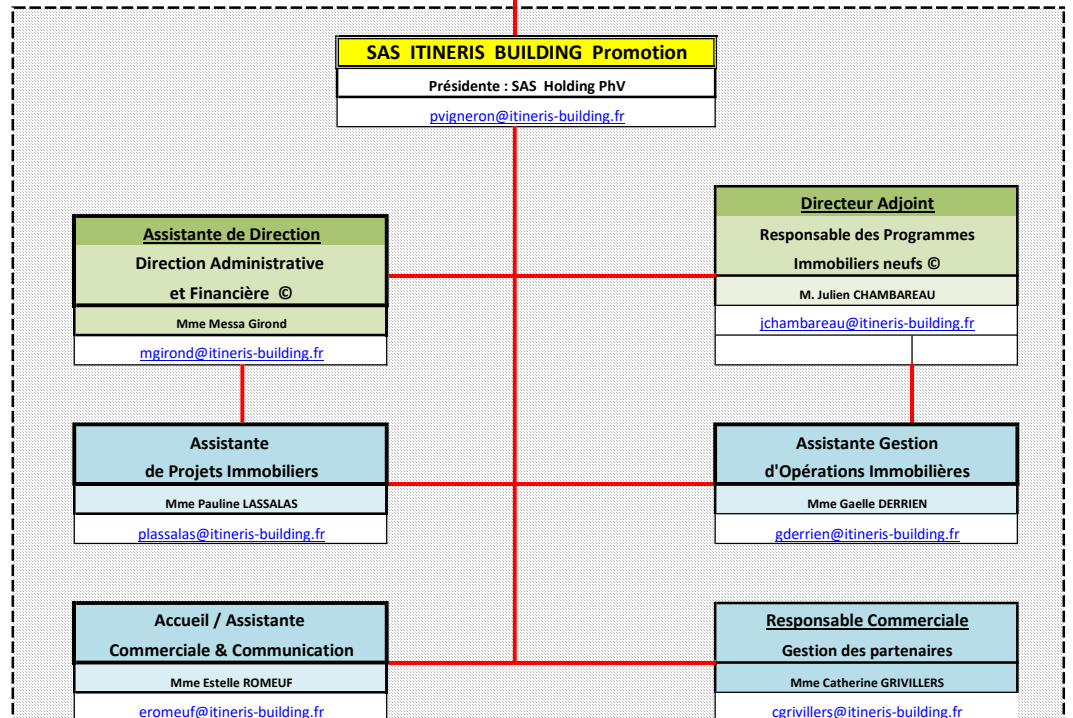 SAS ITINERIS BUILDING Promotion
Présidente : SAS Holding PhV
pvigneron@itineris-building.fr
Assistante de Direction
Direction Administrative
et Financière ©
Mme Messa Girond
mgirond@itineris-building.fr
Directeur Adjoint
Responsable des Programmes
Immobiliers neufs ©
M. Julien CHAMBAREAU
jchambareau@itineris-building.fr
Assistante
de Projets Immobiliers
Mme Pauline LASSALAS
plassalas@itineris-building.fr
Assistante Gestion
d'Opérations Immobilières
Mme Gaelle DERRIEN
gderrien@itineris-building.fr
Accueil / Assistante
Commerciale & Communication
Mme Estelle ROMEUF
eromeuf@itineris-building.fr
Responsable Commerciale
Gestion des partenaires
Mme Catherine GRIVILLERS
cgrivillers@itineris-building.fr